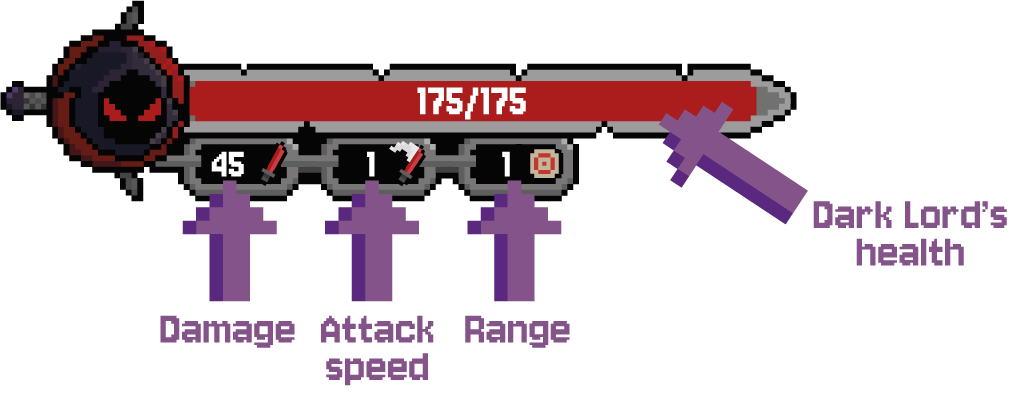 175/175
45
1
1
Dark Lord's
health
Damage
Attack
speed
Range